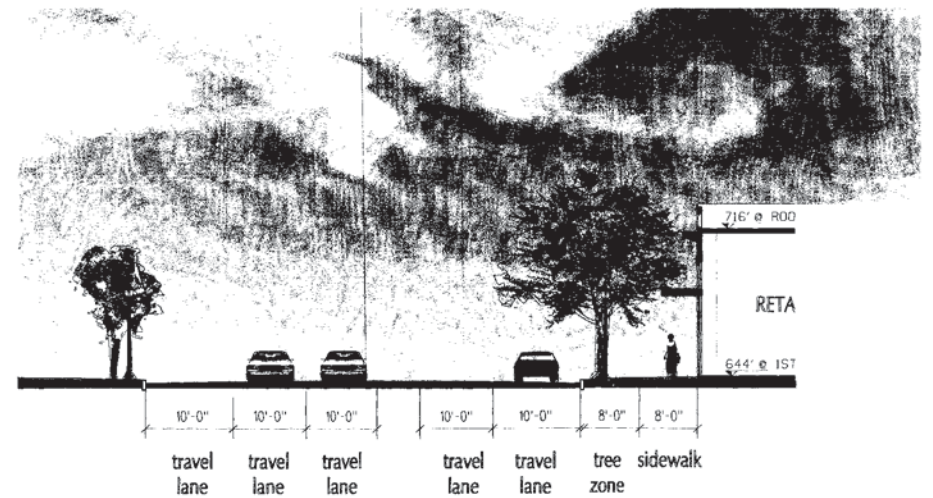 716' @ ROO
RETA
644' @ 1ST
10'-0" 10'-0" 10'-0" 10'-0" 10'-0" 8'-0" 8'-0"
travel travel travel travel travel tree sidewalk
lane lane lane lane lane zone